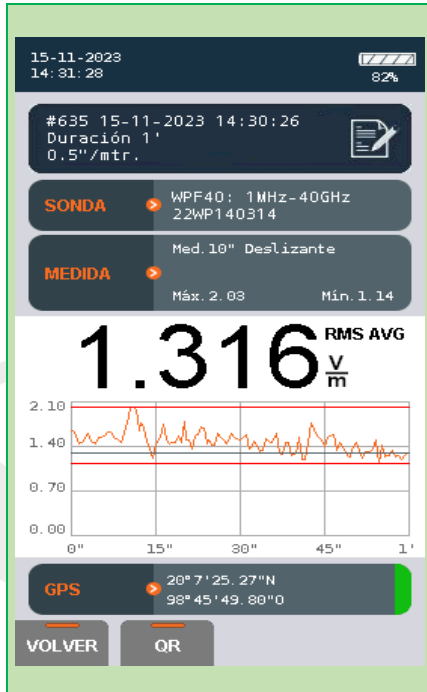 15-11-2023
14:31:28
82%
#635 15-11-2023 14:30:26
Duración 1'
0.5"/mtr.
SONDA
WPF40: 1MHz-40GHz
22WP140314
MEDIDA
Med.10" Deslizante
Máx.2.03 Mín.1.14
1.316 RMS AVG
V/m
2.10
1.40
0.70
0.00
0" 15" 30" 45" 1'
GPS
20°7'25.27"N
98°45'49.80"O
VOLVER QR